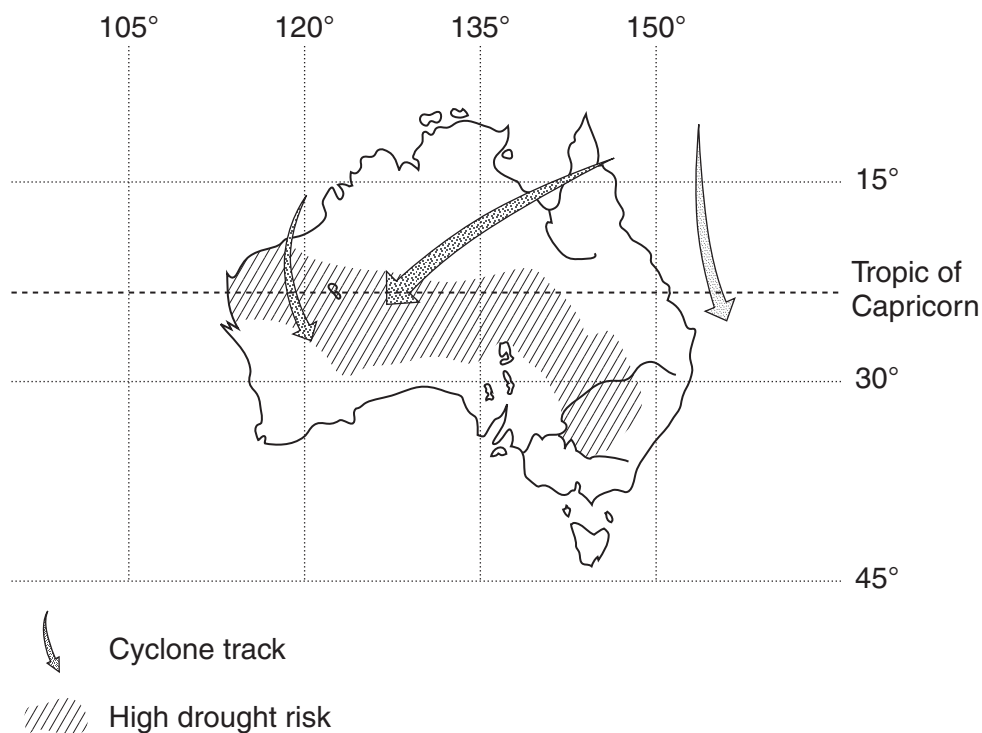 105° 120° 135° 150°
15°
Tropic of
Capricorn
30°
45°
Cyclone track
High drought risk